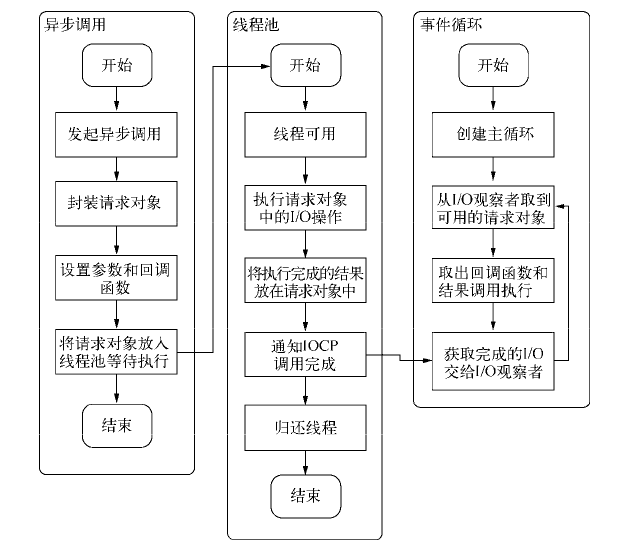 异步调用
开始
发起异步调用
封装请求对象
设置参数和回调
函数
将请求对象放入
线程池等待执行
结束
线程池
开始
线程可用
执行请求对象
中的I/O操作
将执行完成的结果
放在请求对象中
通知IOCP
调用完成
归还线程
结束
事件循环
开始
创建主循环
从I/O观察者取到
可用的请求对象
取出回调函数和
结果调用执行
获取完成的I/O
交给I/O观察者